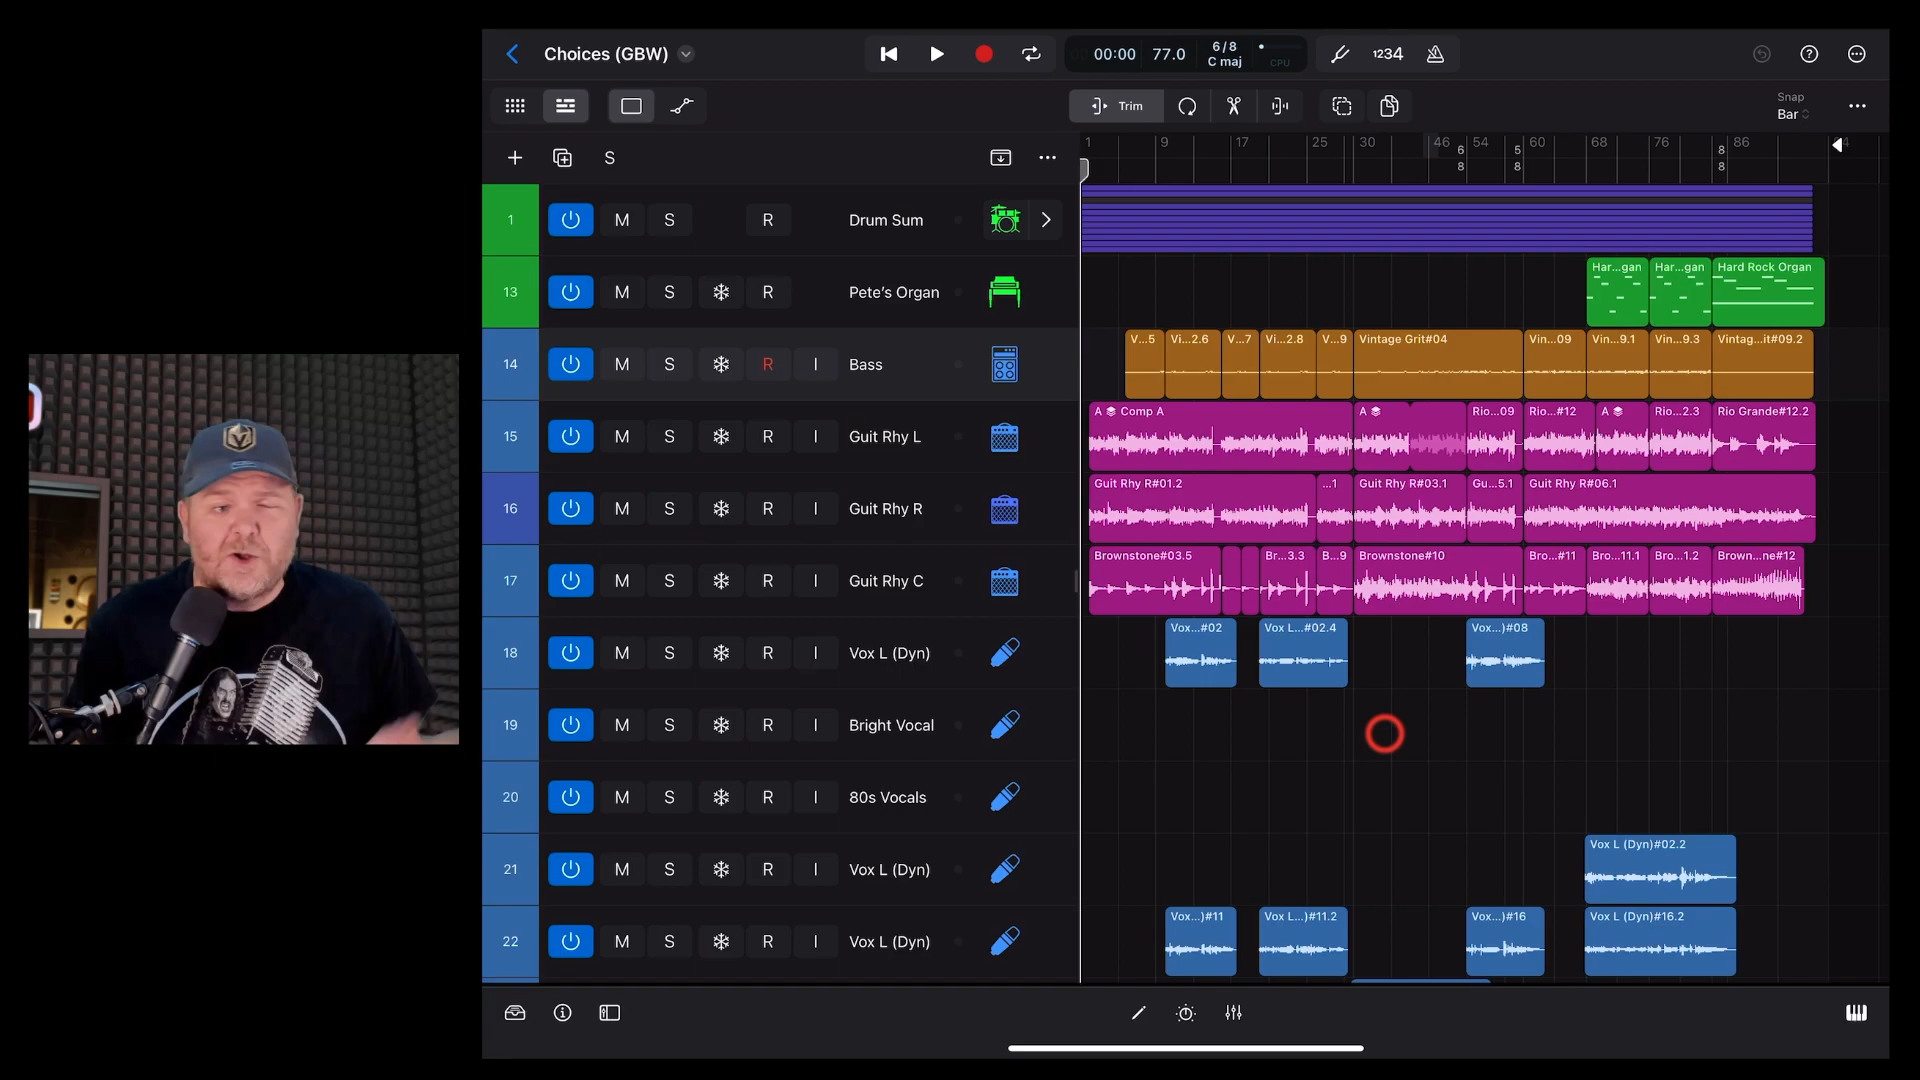 Choices (GBW)
00:00
77.0
6/8
C maj
CPU
1234
Trim
Snap
Bar
S
1
9
17
25
30
46
54
60
68
76
86
6
8
5
8
8
8
1
M
S
R
Drum Sum
13
M
S
R
Pete's Organ
Har...gan
Har...gan
Hard Rock Organ
14
M
S
R
I
Bass
V...5
Vi...2.6
V...7
Vi...2.8
V...9
Vintage Grit#04
Vin...09
Vin...9.1
Vin...9.3
Vintag...it#09.2
15
M
S
R
I
Guit Rhy L
A
Comp A
A
Rio...09
Rio...#12
A
Rio...2.3
Rio Grande#12.2
16
M
S
R
I
Guit Rhy R
Guit Rhy R#01.2
...1
Guit Rhy R#03.1
Gu...5.1
Guit Rhy R#06.1
17
M
S
R
I
Guit Rhy C
Brownstone#03.5
Br...3.3
B...9
Brownstone#10
Bro...#11
Bro...11.1
Bro...1.2
Brown...ne#12
18
M
S
R
I
Vox L (Dyn)
Vox...#02
Vox L...#02.4
Vox...)#08
19
M
S
R
I
Bright Vocal
20
M
S
R
I
80s Vocals
21
M
S
R
I
Vox L (Dyn)
Vox L (Dyn)#02.2
22
M
S
R
I
Vox L (Dyn)
Vox...)#11
Vox L...)#11.2
Vox...)#16
Vox L (Dyn)#16.2